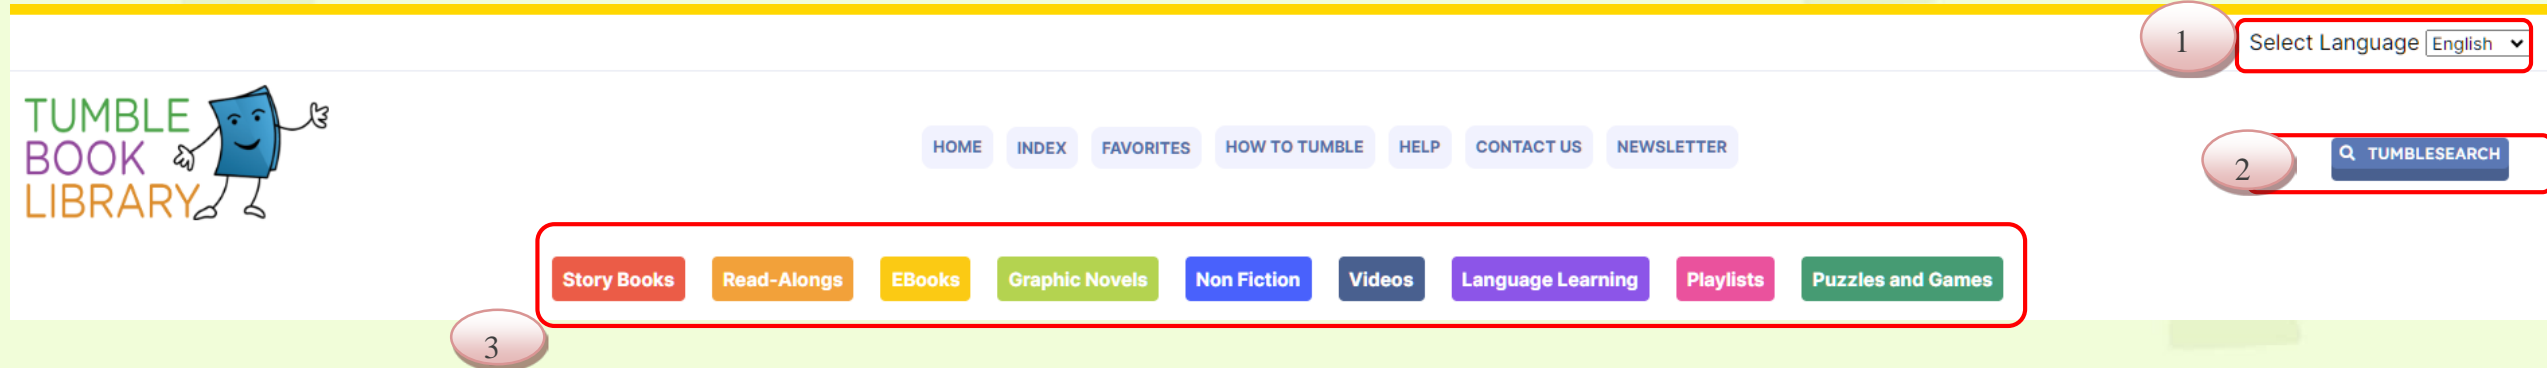 1
Select Language English
TUMBLE
BOOK
LIBRARY
HOME INDEX FAVORITES HOW TO TUMBLE HELP CONTACT US NEWSLETTER
2
TUMBLESEARCH
Story Books Read-Alongs EBooks Graphic Novels Non Fiction Videos Language Learning Playlists Puzzles and Games
3